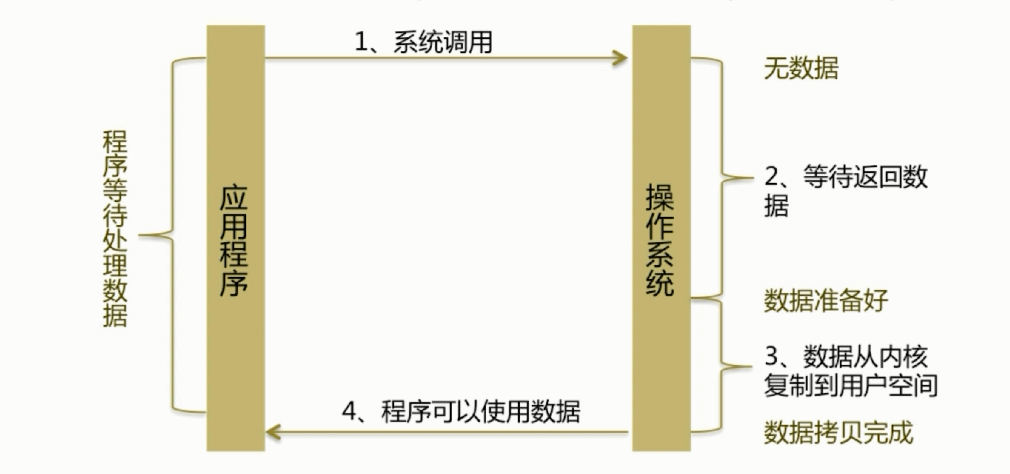 1、系统调用
无数据
程序等待处理数据
应用程序
操作系统
2、等待返回数
据
数据准备好
3、数据从内核
复制到用户空间
4、程序可以使用数据
数据拷贝完成